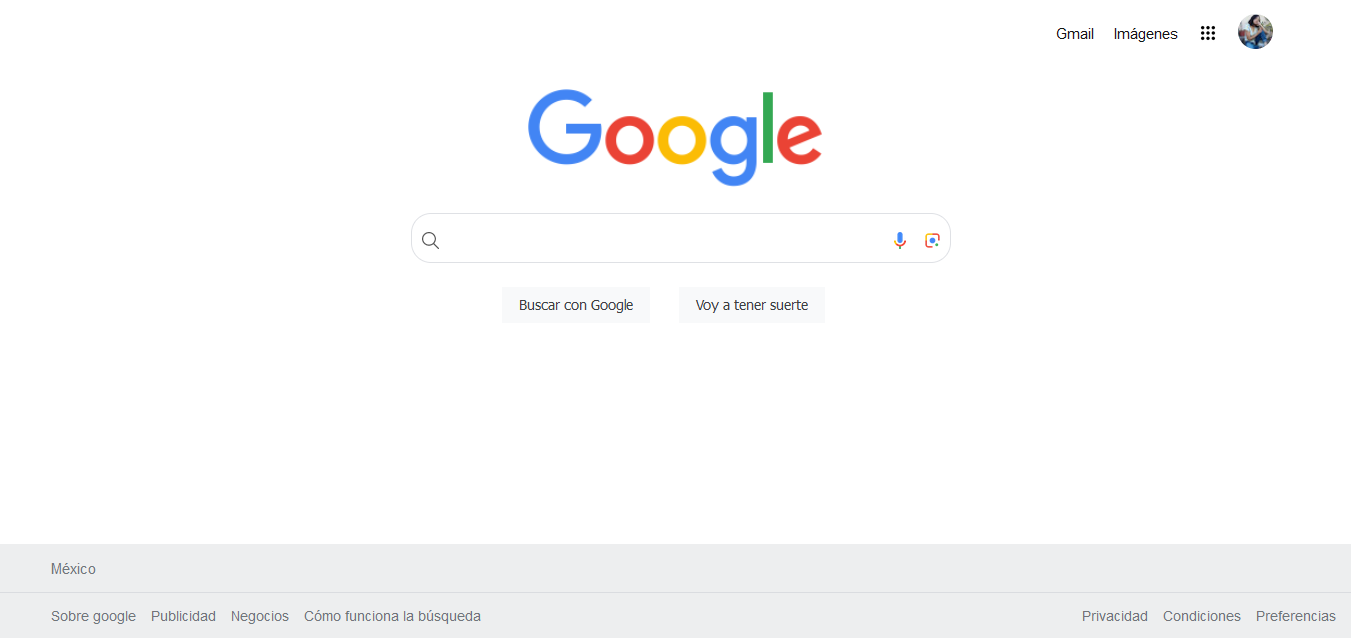 Gmail Imágenes
Google
Buscar con Google Voy a tener suerte
México
Sobre google Publicidad Negocios Cómo funciona la búsqueda Privacidad Condiciones Preferencias